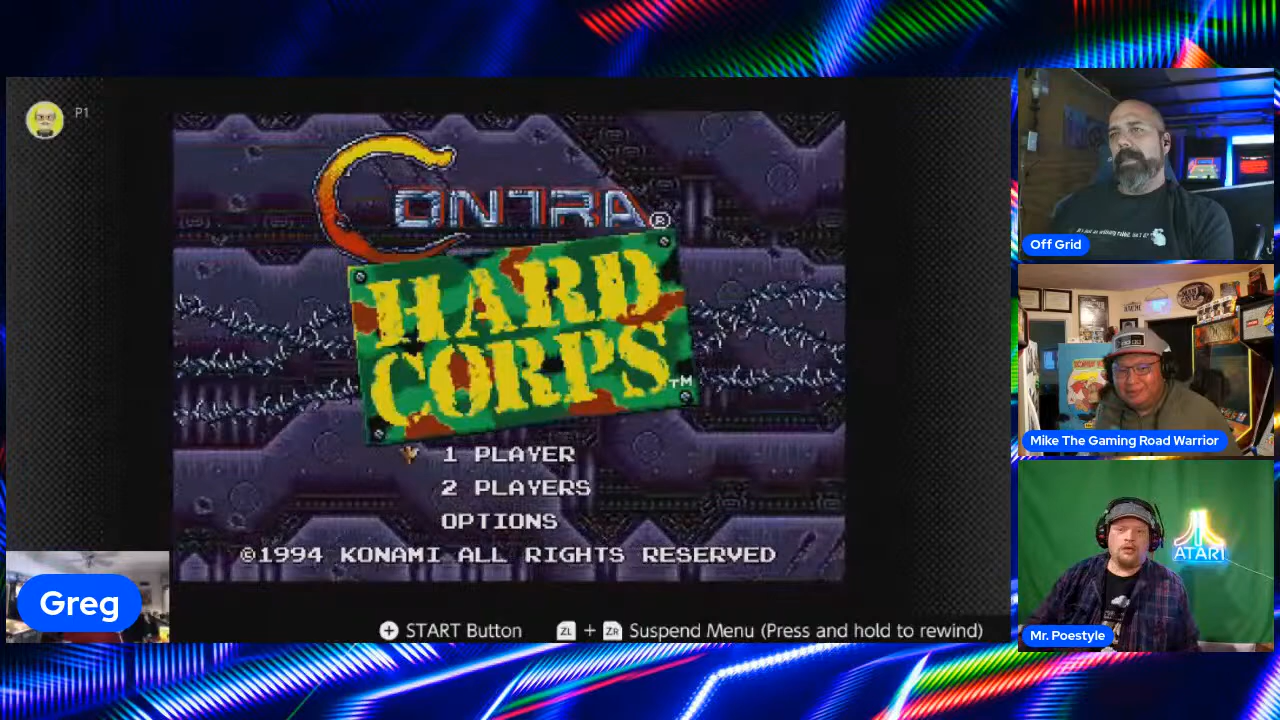 P1
CONTRA®
HARD
CORPS™
1 PLAYER
2 PLAYERS
OPTIONS
©1994 KONAMI ALL RIGHTS RESERVED
+ START Button ZL + ZR Suspend Menu (Press and hold to rewind)
Greg
Off Grid
Mike The Gaming Road Warrior
ATARI
Mr. Poestyle